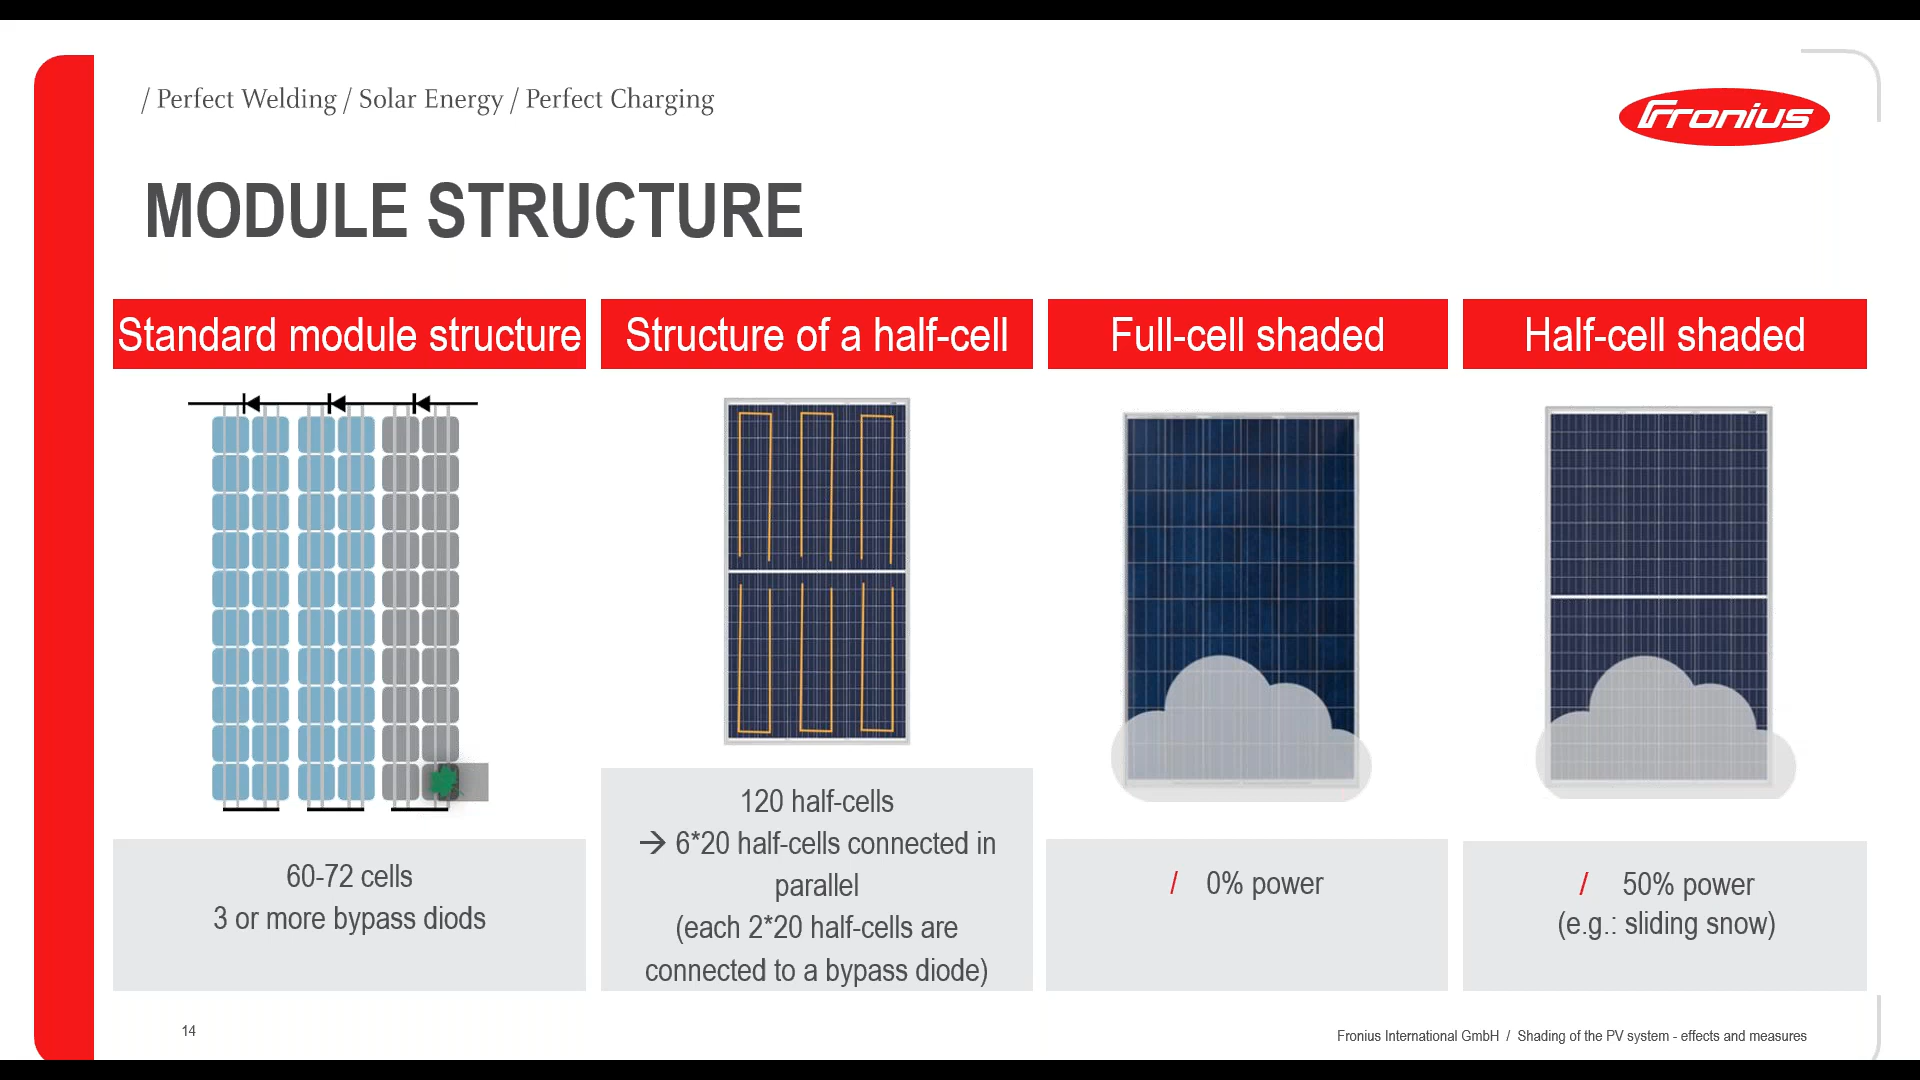 / Perfect Welding / Solar Energy / Perfect Charging
Fronius
MODULE STRUCTURE
Standard module structure
Structure of a half-cell
Full-cell shaded
Half-cell shaded
60-72 cells
3 or more bypass diods
120 half-cells
→ 6*20 half-cells connected in
parallel
(each 2*20 half-cells are
connected to a bypass diode)
/ 0% power
/ 50% power
(e.g.: sliding snow)
14
Fronius International GmbH / Shading of the PV system - effects and measures